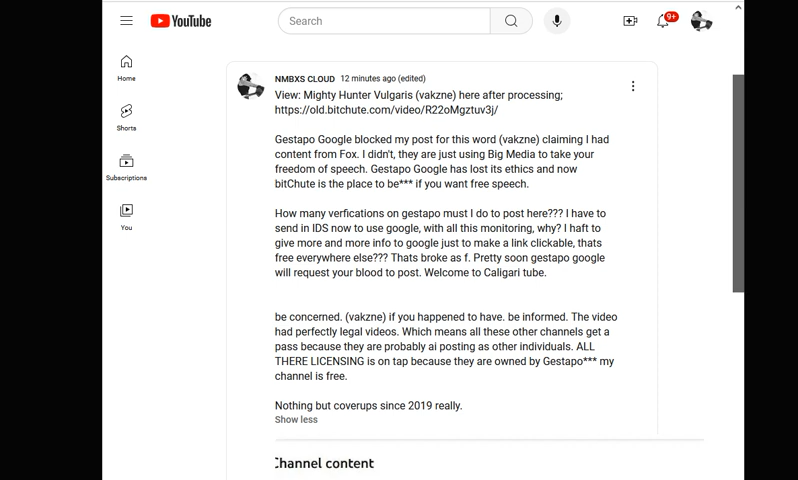 YouTube
Search
9+
Home
Shorts
Subscriptions
You
NMBXS CLOUD 12 minutes ago (edited)
View: Mighty Hunter Vulgaris (vakzne) here after processing;
https://old.bitchute.com/video/R22oMgztuv3j/
Gestapo Google blocked my post for this word (vakzne) claiming I had
content from Fox. I didn't, they are just using Big Media to take your
freedom of speech. Gestapo Google has lost its ethics and now
bitChute is the place to be*** if you want free speech.
How many verfications on gestapo must I do to post here??? I have to
send in IDS now to use google, with all this monitoring, why? I haft to
give more and more info to google just to make a link clickable, thats
free everywhere else??? Thats broke as f. Pretty soon gestapo google
will request your blood to post. Welcome to Caligari tube.
be concerned. (vakzne) if you happened to have. be informed. The video
had perfectly legal videos. Which means all these other channels get a
pass because they are probably ai posting as other individuals. ALL
THERE LICENSING is on tap because they are owned by Gestapo*** my
channel is free.
Nothing but coverups since 2019 really.
Show less
Channel content